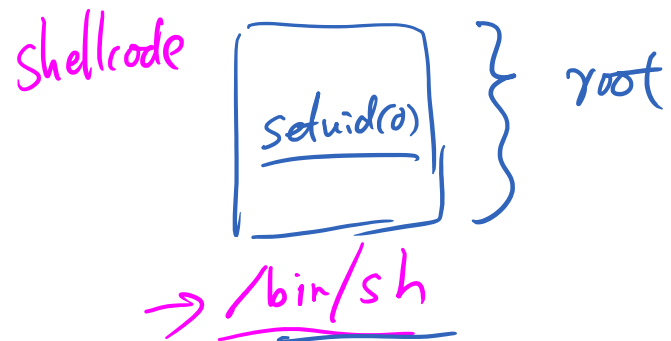 shellcode
setuid(0)
root
→ /bin/sh